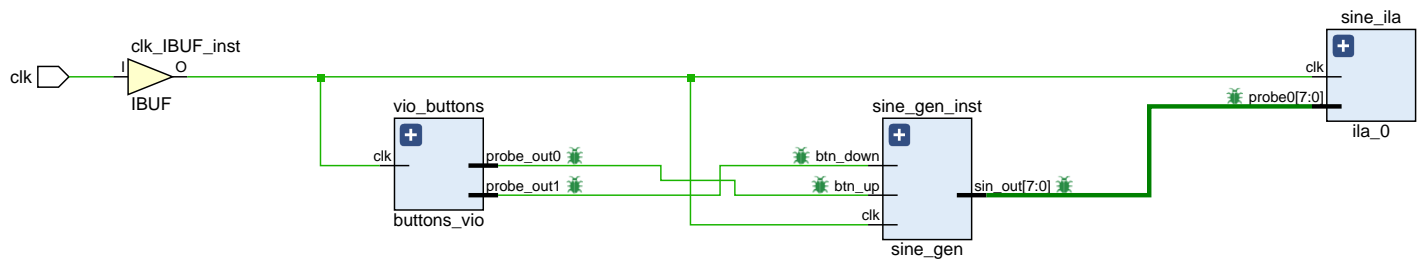 clk
clk_IBUF_inst
I
O
IBUF
vio_buttons
clk
probe_out0
probe_out1
buttons_vio
sine_gen_inst
btn_down
btn_up
clk
sin_out[7:0]
sine_gen
sine_ila
clk
probe0[7:0]
ila_0